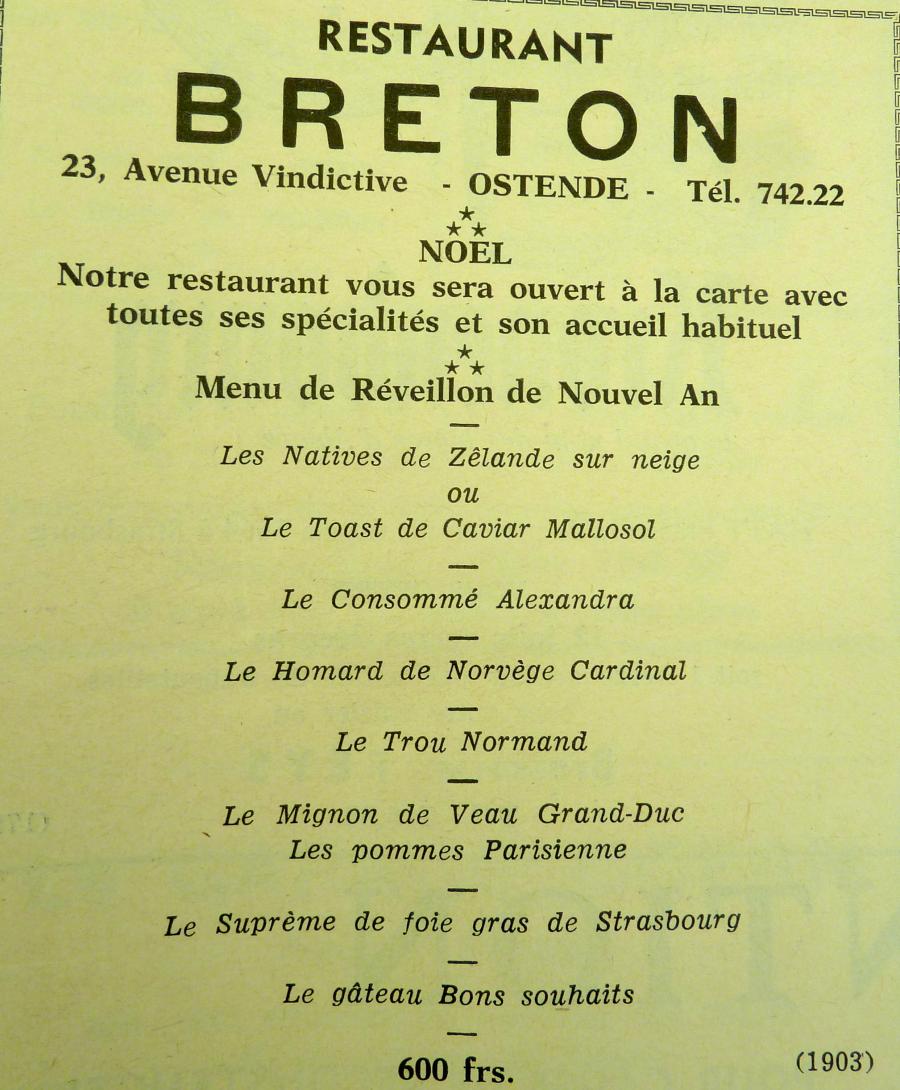 RESTAURANT
BRETON
23, Avenue Vindictive - OSTENDE - Tél. 742.22
NOEL
Notre restaurant vous sera ouvert à la carte avec
toutes ses spécialités et son accueil habituel
Menu de Réveillon de Nouvel An
Les Natives de Zêlande sur neige
ou
Le Toast de Caviar Mallosol
Le Consommé Alexandra
Le Homard de Norvège Cardinal
Le Trou Normand
Le Mignon de Veau Grand-Duc
Les pommes Parisienne
Le Suprème de foie gras de Strasbourg
Le gâteau Bons souhaits
600 frs.
(1903)